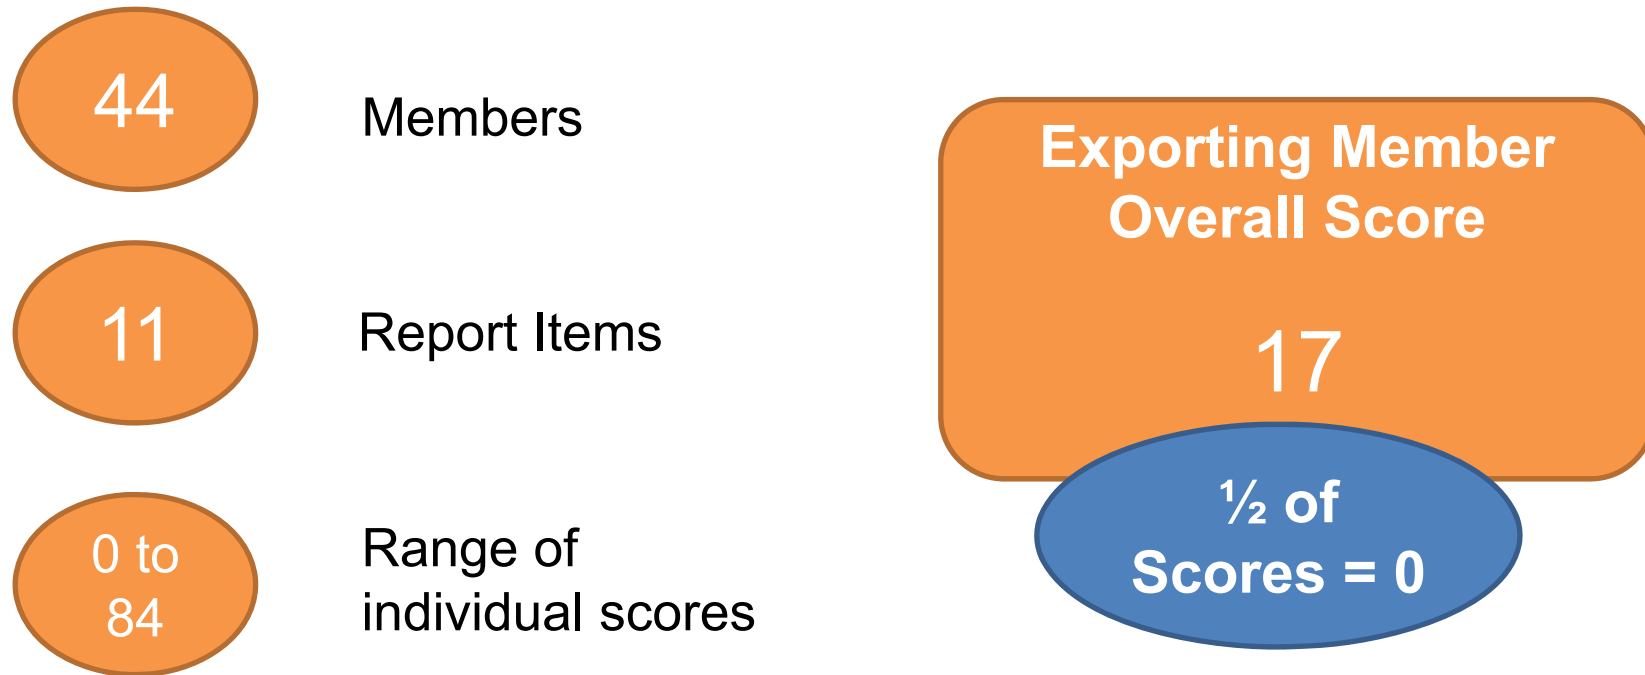 44
Members
11
Report Items
0 to
84
Range of
individual scores
Exporting Member
Overall Score
17
½ of
Scores = 0